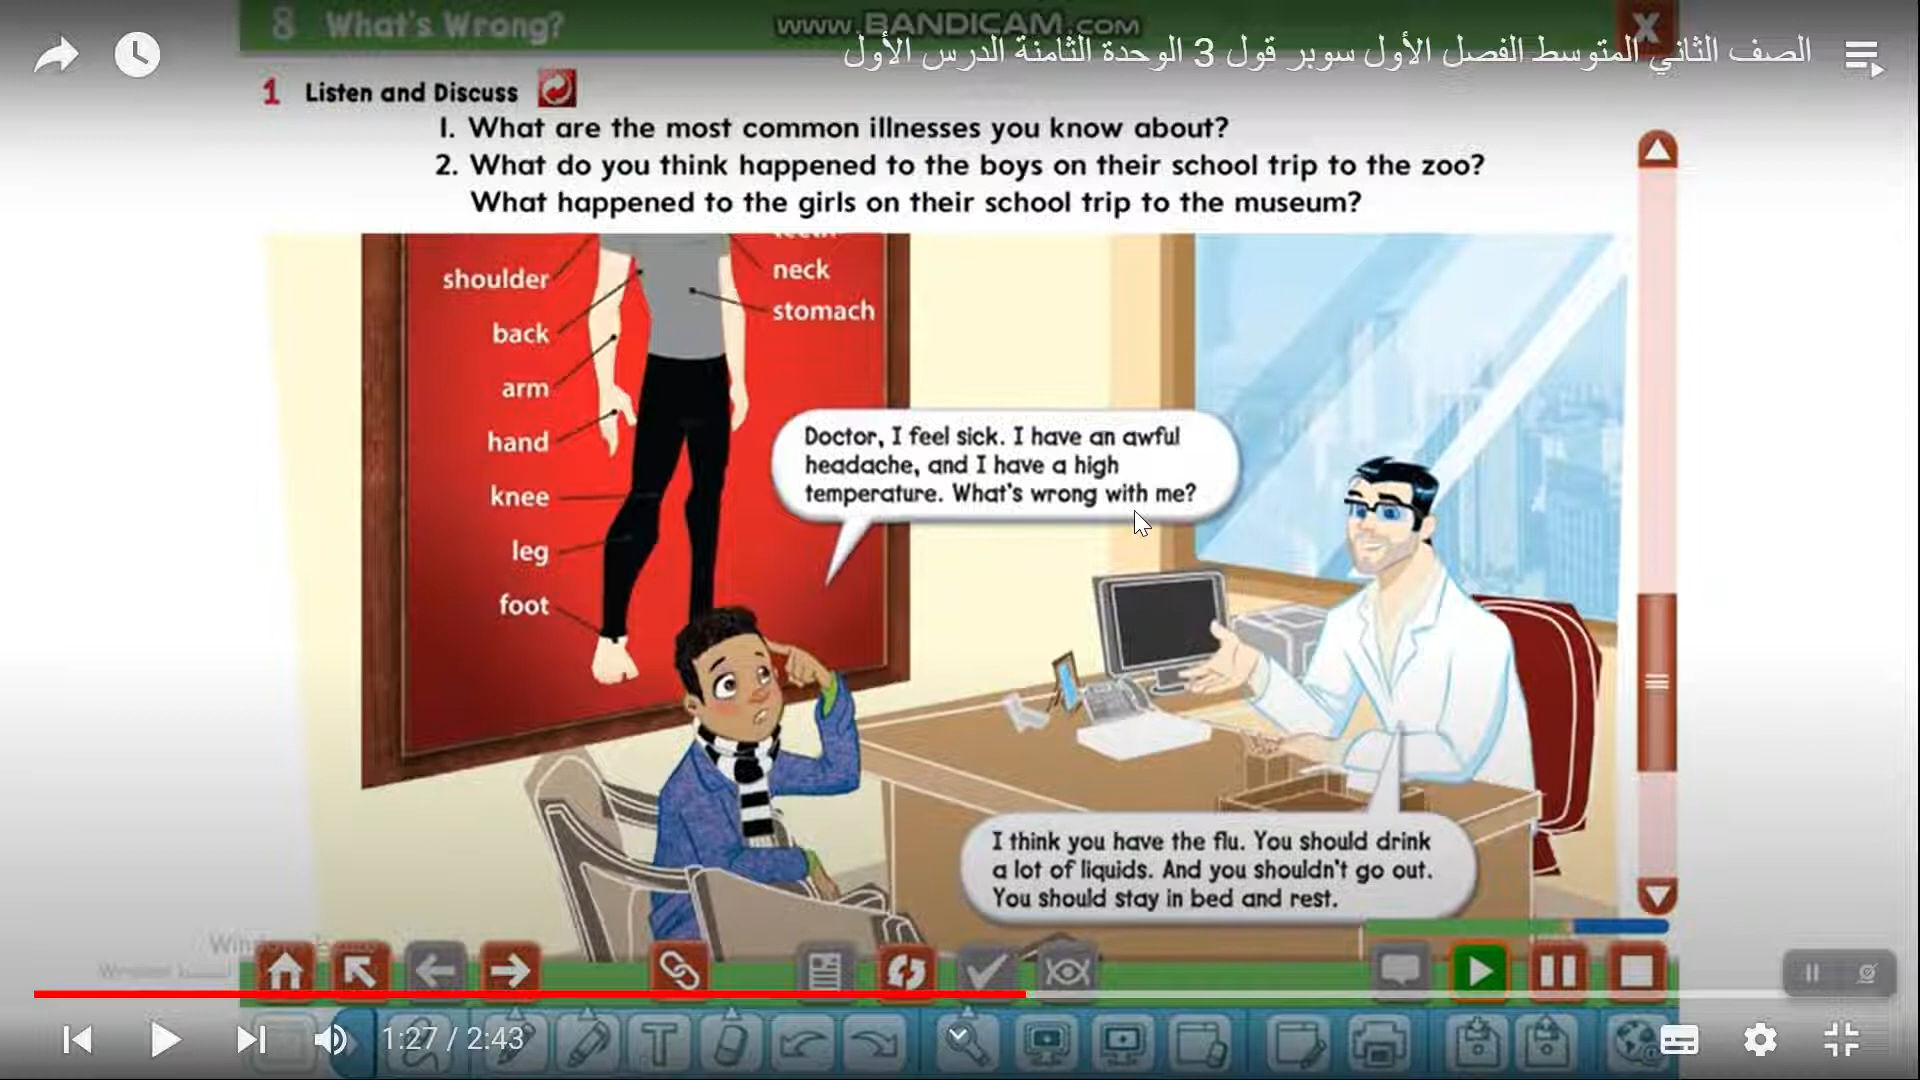 8 What's Wrong?
www.BANDICAM.com
الصف الثاني المتوسط الفصل الأول سوبر قول 3 الوحدة الثامنة الدرس الأول
X
1 Listen and Discuss
1. What are the most common illnesses you know about?
2. What do you think happened to the boys on their school trip to the zoo?
What happened to the girls on their school trip to the museum?
teeth
shoulder
neck
stomach
back
arm
hand
knee
leg
foot
Doctor, I feel sick. I have an awful
headache, and I have a high
temperature. What's wrong with me?
I think you have the flu. You should drink
a lot of liquids. And you shouldn't go out.
You should stay in bed and rest.
1:27 / 2:43
T